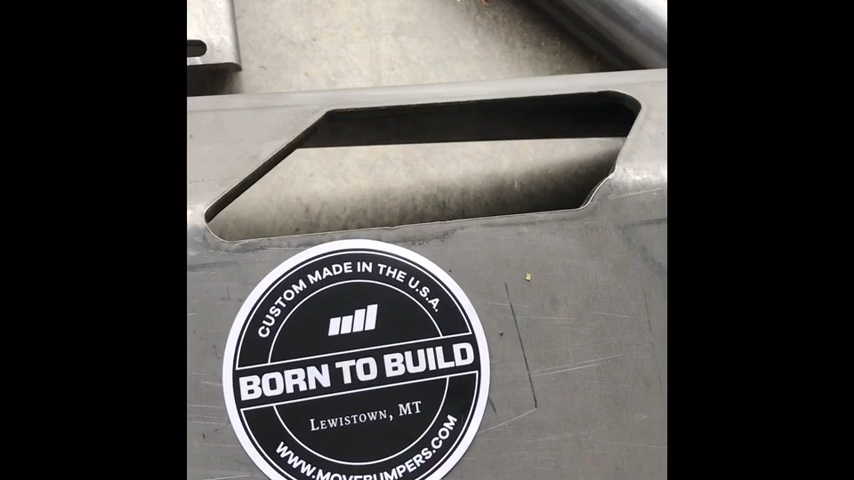 CUSTOM MADE IN THE U.S.A.
BORN TO BUILD
LEWISTOWN, MT
WWW.MOVEBUMPERS.COM